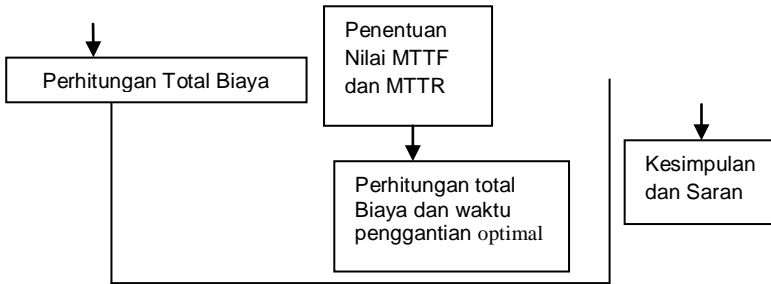 Perhitungan Total Biaya
Penentuan
Nilai MTTF
dan MTTR
Perhitungan total
Biaya dan waktu
penggantian optimal
Kesimpulan
dan Saran